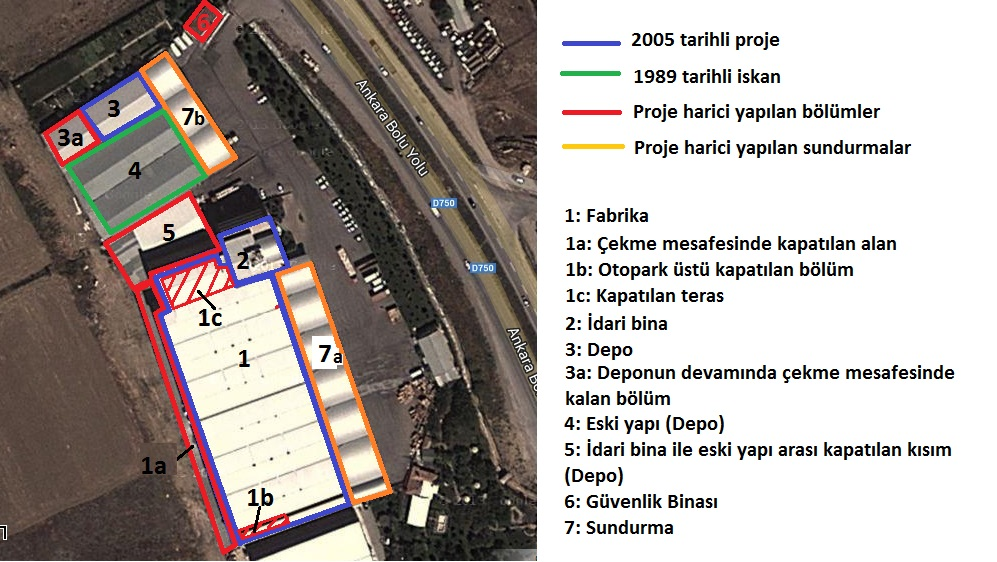 6
3
7b
3a
4
5
2
1c
1
7a
1a
1b
Ankara Bolu Yolu
D750
D750
Ankara Bo
2005 tarihli proje
1989 tarihli iskan
Proje harici yapılan bölümler
Proje harici yapılan sundurmalar
1: Fabrika
1a: Çekme mesafesinde kapatılan alan
1b: Otopark üstü kapatılan bölüm
1c: Kapatılan teras
2: İdari bina
3: Depo
3a: Deponun devamında çekme mesafesinde
kalan bölüm
4: Eski yapı (Depo)
5: İdari bina ile eski yapı arası kapatılan kısım
(Depo)
6: Güvenlik Binası
7: Sundurma